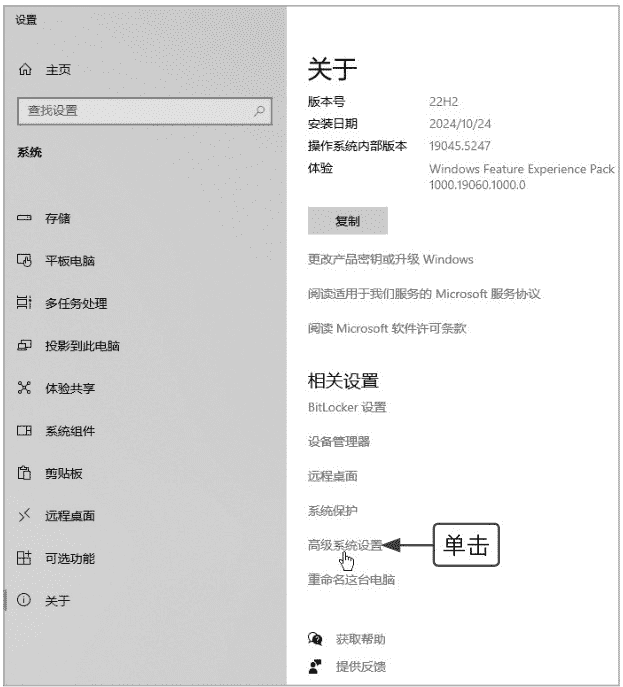 设置
主页
查找设置
系统
存储
平板电脑
多任务处理
投影到此电脑
体验共享
系统组件
剪贴板
远程桌面
可选功能
关于
关于
版本号 22H2
安装日期 2024/10/24
操作系统内部版本 19045.5247
体验 Windows Feature Experience Pack
1000.19060.1000.0
复制
更改产品密钥或升级 Windows
阅读适用于我们服务的 Microsoft 服务协议
阅读 Microsoft 软件许可条款
相关设置
BitLocker 设置
设备管理器
远程桌面
系统保护
高级系统设置
单击
重命名这台电脑
获取帮助
提供反馈